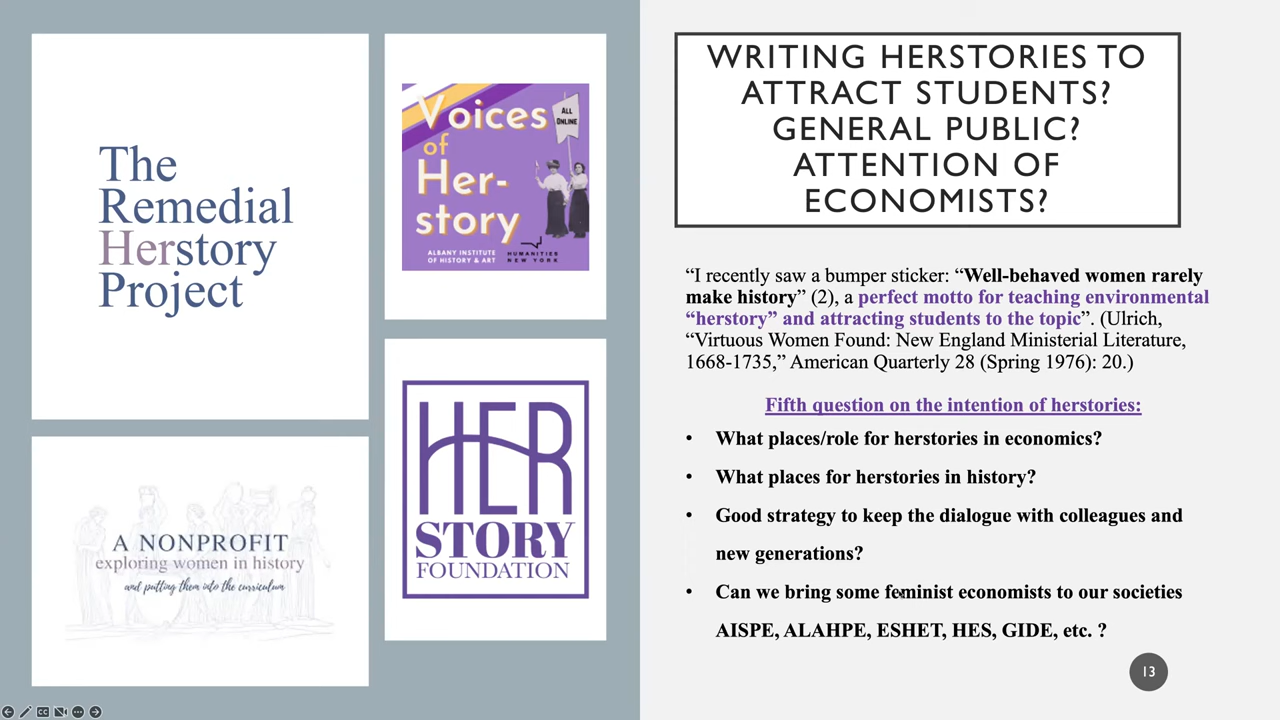 The
Remedial
Herstory
Project
Voices
of
Her-
story
ALL
ONLINE
ALBANY INSTITUTE
OF HISTORY & ART
HUMANITIES
NEW YORK
A NONPROFIT
exploring women in history
and putting them into the curriculum
HER
STORY
FOUNDATION
WRITING HERSTORIES TO
ATTRACT STUDENTS?
GENERAL PUBLIC?
ATTENTION OF
ECONOMISTS?
“I recently saw a bumper sticker: “Well-behaved women rarely
make history” (2), a perfect motto for teaching environmental
“herstory” and attracting students to the topic”. (Ulrich,
“Virtuous Women Found: New England Ministerial Literature,
1668-1735,” American Quarterly 28 (Spring 1976): 20.)
Fifth question on the intention of herstories:
• What places/role for herstories in economics?
• What places for herstories in history?
• Good strategy to keep the dialogue with colleagues and
new generations?
• Can we bring some feminist economists to our societies
AISPE, ALAHPE, ESHET, HES, GIDE, etc. ?
13